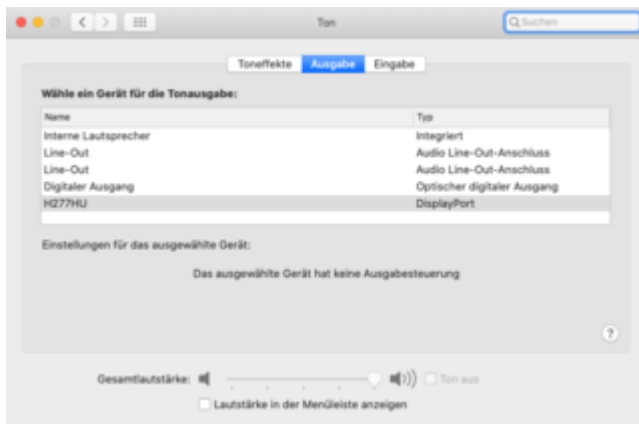 Ton
Suchen
Toneffekte Ausgabe Eingabe
Wähle ein Gerät für die Tonausgabe:
Name Typ
Interne Lautsprecher Integriert
Line-Out Audio Line-Out-Anschluss
Line-Out Audio Line-Out-Anschluss
Digitaler Ausgang Optischer digitaler Ausgang
H277HU DisplayPort
Einstellungen für das ausgewählte Gerät:
Das ausgewählte Gerät hat keine Ausgabesteuerung
?
Gesamtlautstärke: Ton aus
Lautstärke in der Menüleiste anzeigen